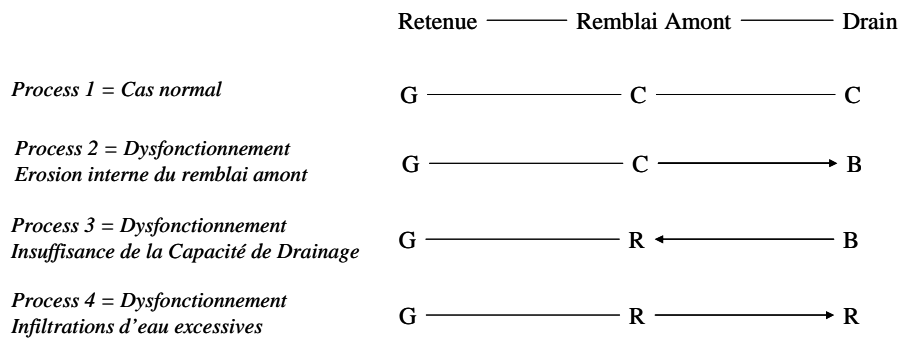 Retenue Remblai Amont Drain
Process 1 = Cas normal G C C
Process 2 = Dysfonctionnement
Erosion interne du remblai amont G C B
Process 3 = Dysfonctionnement
Insuffisance de la Capacité de Drainage G R B
Process 4 = Dysfonctionnement
Infiltrations d'eau excessives G R R